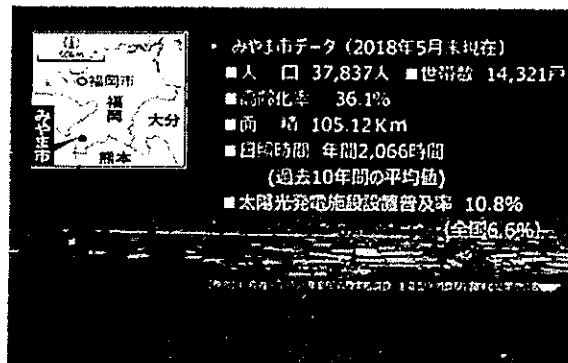 福岡市
福岡
大分
みやま市
熊本
・ みやま市データ（2018年5月末現在）
■人　口 37,837人 ■世帯数 14,321戸
■高齢化率　36.1%
■面　積　105.12Km
■日照時間 年間2,066時間
(過去10年間の平均値)
■太陽光発電施設設置普及率 10.8%
(全国6.6%)